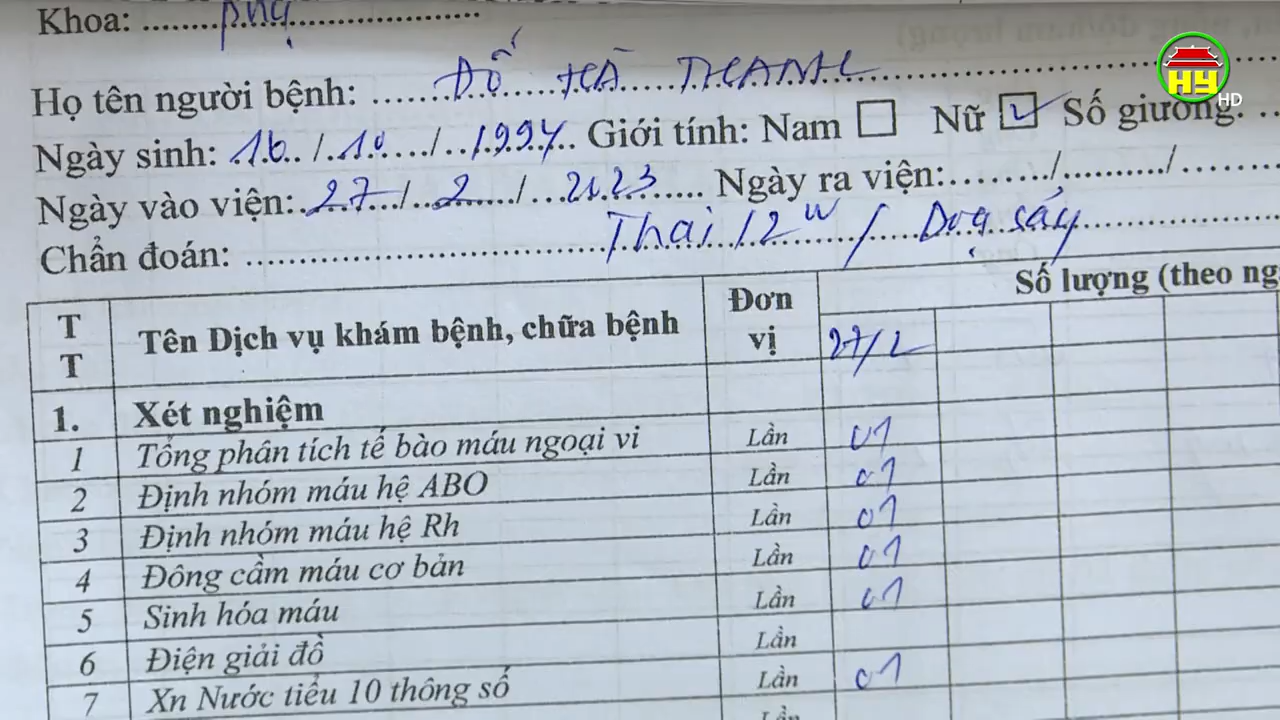 Khoa: ........Phụ........
Họ tên người bệnh: ........ĐỖ HÀ THANH........
Ngày sinh: 16 / 10 / 1994 Giới tính: Nam ☐ Nữ ☑ Số giường: ..
Ngày vào viện: 27 / 2 / 2023 Ngày ra viện:......../........../........
Chẩn đoán: ........Thai 12w / Dọa sảy........
HY HD
TT Tên Dịch vụ khám bệnh, chữa bệnh Đơn vị Số lượng (theo
27/2
1. Xét nghiệm
1 Tổng phân tích tế bào máu ngoại vi Lần 01
2 Định nhóm máu hệ ABO Lần 01
3 Định nhóm máu hệ Rh Lần 01
4 Đông cầm máu cơ bản Lần 01
5 Sinh hóa máu Lần 01
6 Điện giải đồ Lần
7 Xn Nước tiểu 10 thông số Lần 01
Lần